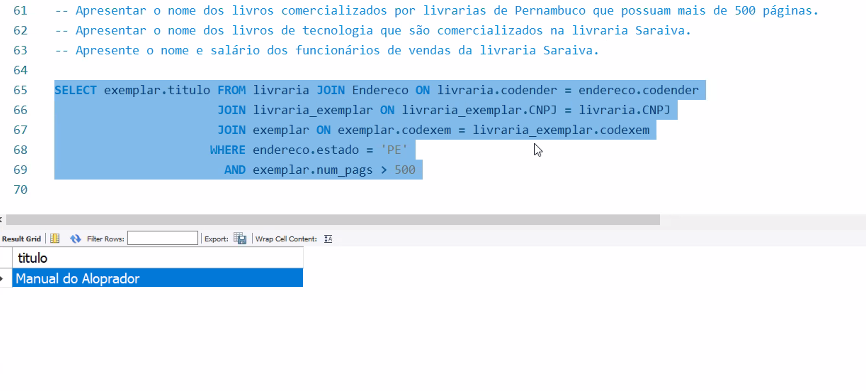 61 -- Apresentar o nome dos livros comercializados por livrarias de Pernambuco que possuam mais de 500 páginas.
62 -- Apresentar o nome dos livros de tecnologia que são comercializados na livraria Saraiva.
63 -- Apresente o nome e salário dos funcionários de vendas da livraria Saraiva.
64
65 SELECT exemplar.titulo FROM livraria JOIN Endereco ON livraria.codender = endereco.codender
66 JOIN livraria_exemplar ON livraria_exemplar.CNPJ = livraria.CNPJ
67 JOIN exemplar ON exemplar.codexem = livraria_exemplar.codexem
68 WHERE endereco.estado = 'PE'
69 AND exemplar.num_pags > 500
70
Result Grid Filter Rows: Export: Wrap Cell Content:
titulo
Manual do Aloprador